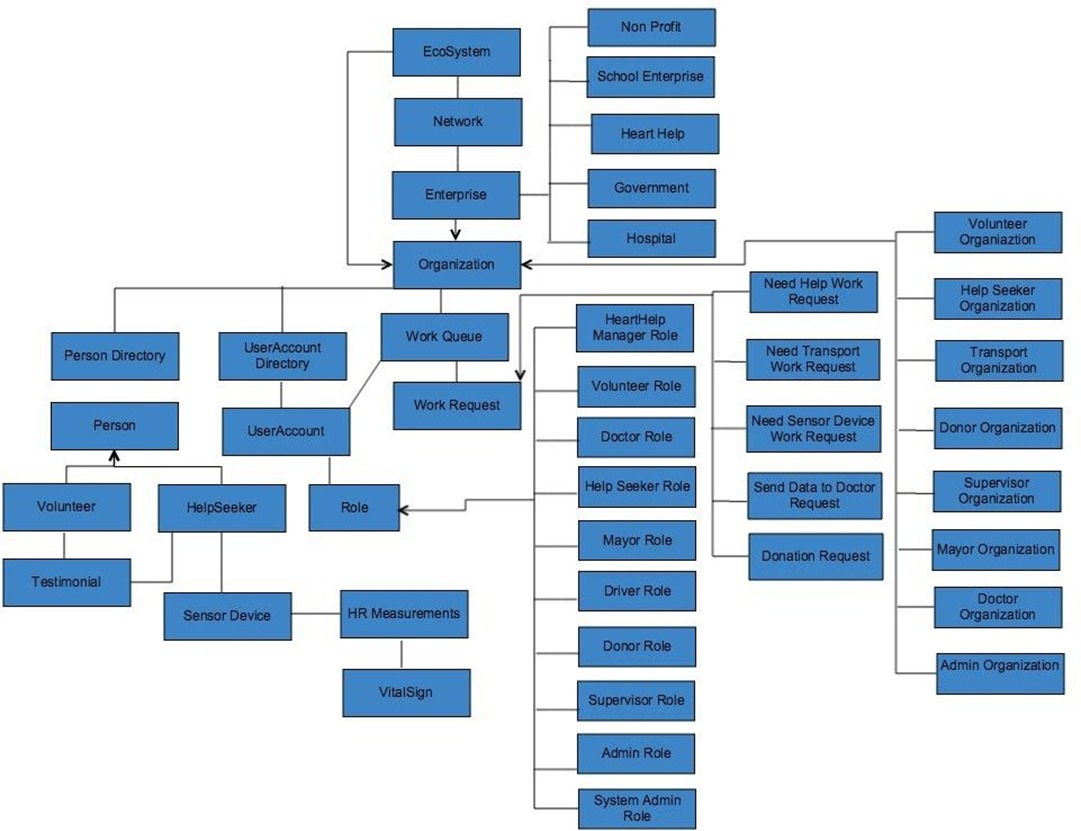 EcoSystem
Network
Enterprise
Organization
Non Profit
School Enterprise
Heart Help
Government
Hospital
Person Directory
UserAccount
Directory
Work Queue
Work Request
UserAccount
Role
Person
Volunteer
HelpSeeker
Testimonial
Sensor Device
HR Measurements
VitalSign
HeartHelp
Manager Role
Volunteer Role
Doctor Role
Help Seeker Role
Mayor Role
Driver Role
Donor Role
Supervisor Role
Admin Role
System Admin
Role
Need Help Work
Request
Need Transport
Work Request
Need Sensor Device
Work Request
Send Data to Doctor
Request
Donation Request
Volunteer
Organiaztion
Help Seeker
Organization
Transport
Organization
Donor Organization
Supervisor
Organization
Mayor Organization
Doctor
Organization
Admin Organization